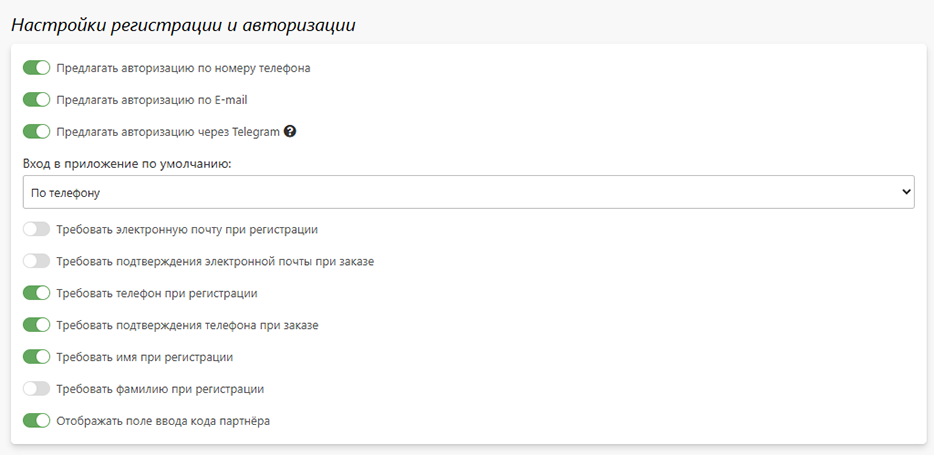 Настройки регистрации и авторизации
Предлагать авторизацию по номеру телефона
Предлагать авторизацию по E-mail
Предлагать авторизацию через Telegram ?
Вход в приложение по умолчанию:
По телефону
Требовать электронную почту при регистрации
Требовать подтверждения электронной почты при заказе
Требовать телефон при регистрации
Требовать подтверждения телефона при заказе
Требовать имя при регистрации
Требовать фамилию при регистрации
Отображать поле ввода кода партнёра